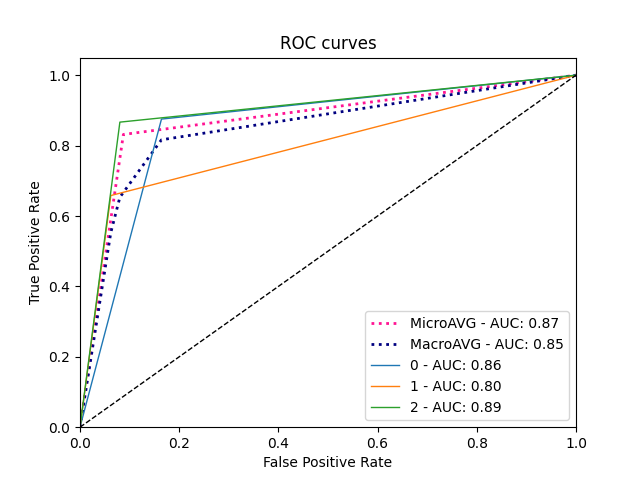 ROC curves
True Positive Rate
1.0
0.8
0.6
0.4
0.2
0.0
MicroAVG - AUC: 0.87
MacroAVG - AUC: 0.85
0 - AUC: 0.86
1 - AUC: 0.80
2 - AUC: 0.89
0.0 0.2 0.4 0.6 0.8 1.0
False Positive Rate